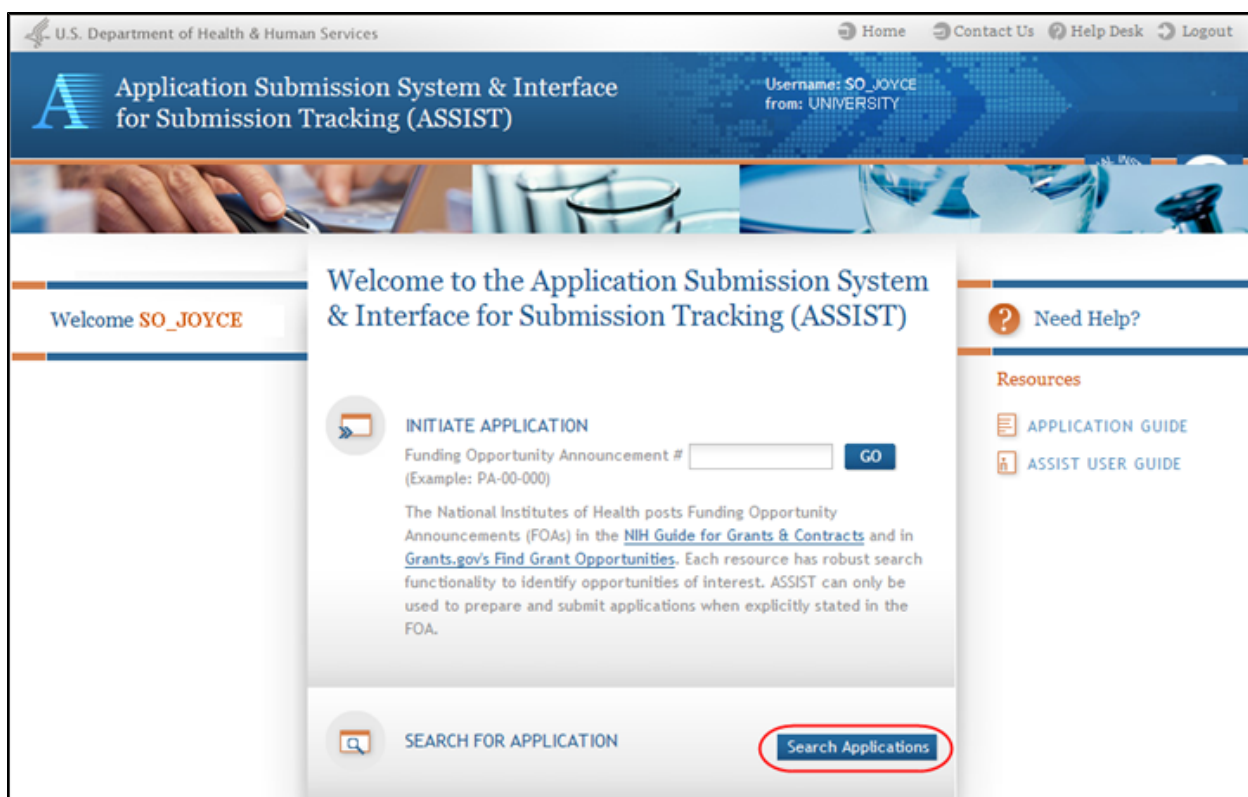 U.S. Department of Health & Human Services
Home
Contact Us
Help Desk
Logout
A
Application Submission System & Interface
for Submission Tracking (ASSIST)
Username: SO_JOYCE
from: UNIVERSITY
Welcome SO_JOYCE
Welcome to the Application Submission System
& Interface for Submission Tracking (ASSIST)
INITIATE APPLICATION
Funding Opportunity Announcement #
GO
(Example: PA-00-000)
The National Institutes of Health posts Funding Opportunity
Announcements (FOAs) in the NIH Guide for Grants & Contracts and in
Grants.gov's Find Grant Opportunities. Each resource has robust search
functionality to identify opportunities of interest. ASSIST can only be
used to prepare and submit applications when explicitly stated in the
FOA.
SEARCH FOR APPLICATION
Search Applications
? Need Help?
Resources
APPLICATION GUIDE
ASSIST USER GUIDE